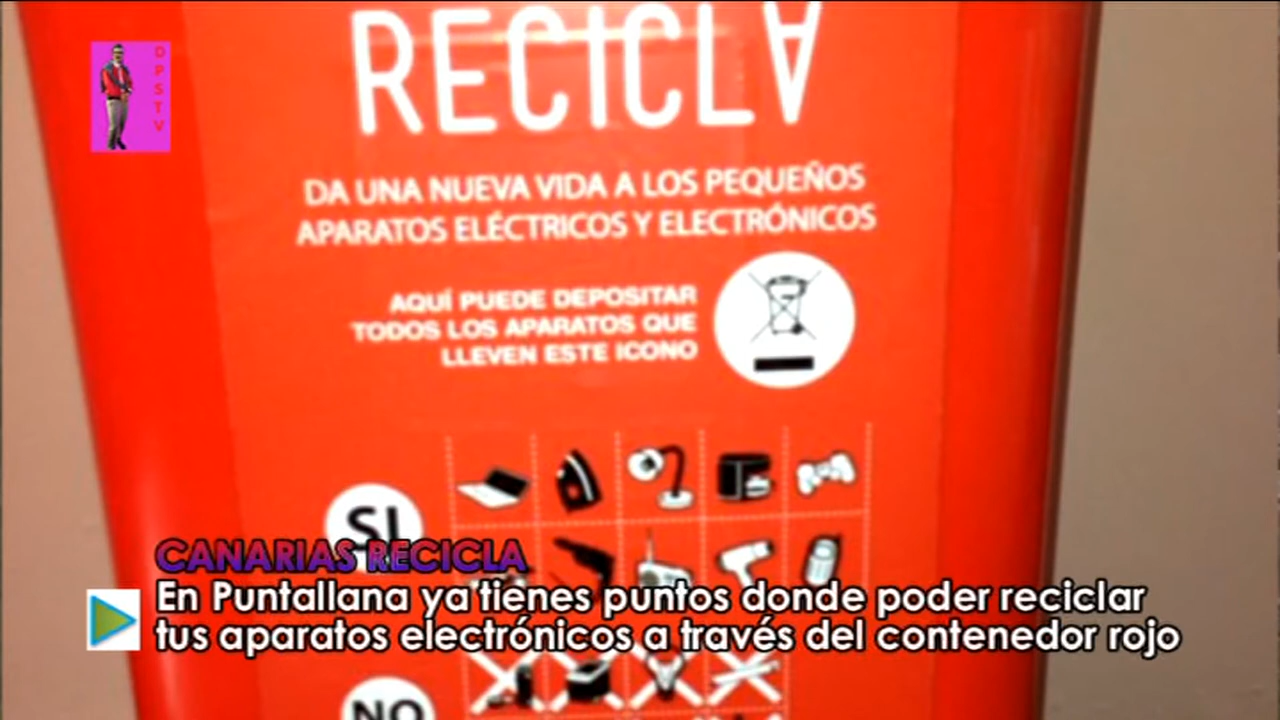 RECICLA
DPSTV
DA UNA NUEVA VIDA A LOS PEQUEÑOS
APARATOS ELÉCTRICOS Y ELECTRÓNICOS
AQUÍ PUEDE DEPOSITAR
TODOS LOS APARATOS QUE
LLEVEN ESTE ICONO
SI
CANARIAS RECICLA
En Puntallana ya tienes puntos donde poder reciclar
tus aparatos electrónicos a través del contenedor rojo
NO